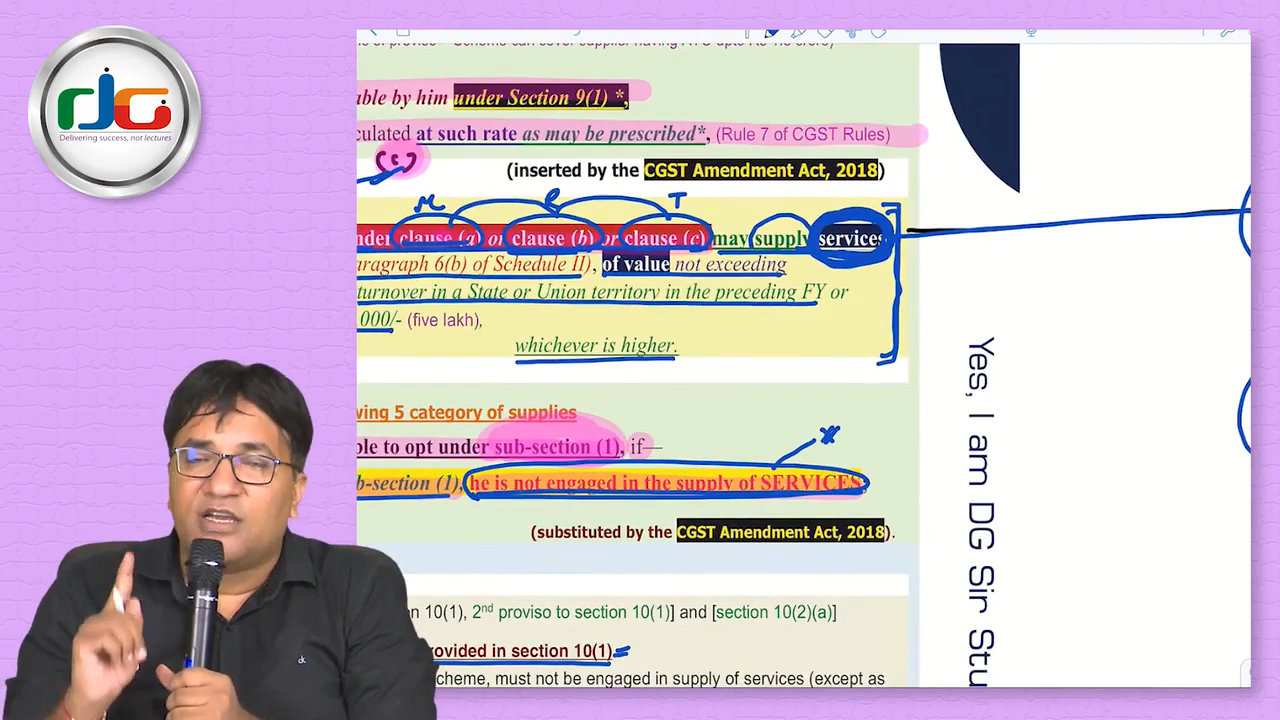 Delivering success, not lectures
able by him under Section 9(1) *,
culated at such rate as may be prescribed*, (Rule 7 of CGST Rules)
(c)
(inserted by the CGST Amendment Act, 2018)
M R T
nder clause (a) or clause (b) or clause (c) may supply services
aragraph 6(b) of Schedule II), of value not exceeding
turnover in a State or Union territory in the preceding FY or
000/- (five lakh),
whichever is higher.
wing 5 category of supplies
ble to opt under sub-section (1), if—
b-section (1), he is not engaged in the supply of SERVICES
(substituted by the CGST Amendment Act, 2018).
n 10(1), 2nd proviso to section 10(1)] and [section 10(2)(a)]
ovided in section 10(1)
cheme, must not be engaged in supply of services (except as
Yes, I am DG Sir Stu